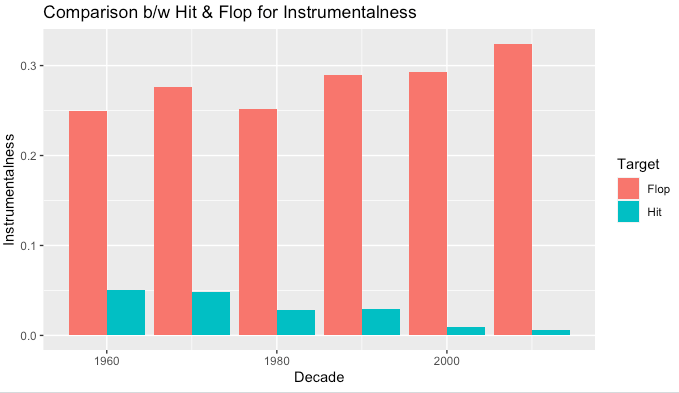 Comparison b/w Hit & Flop for Instrumentalness
Instrumentalness
0.3
0.2
0.1
0.0
1960
1980
2000
Decade
Target
Flop
Hit